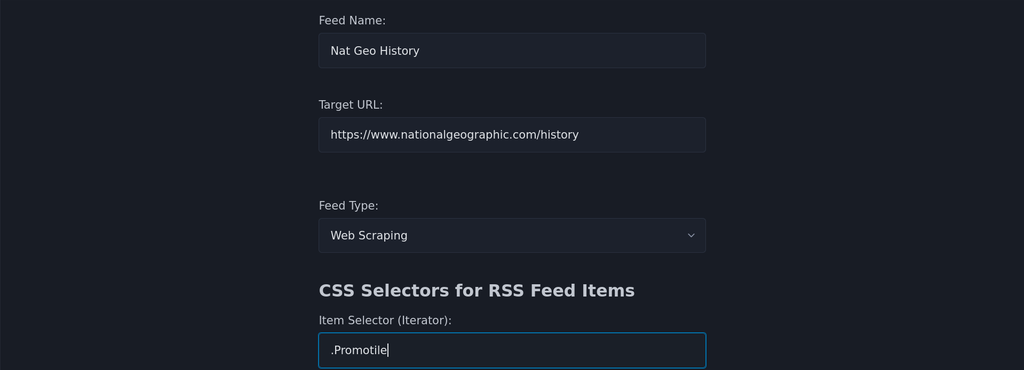 Feed Name:
Nat Geo History
Target URL:
https://www.nationalgeographic.com/history
Feed Type:
Web Scraping
CSS Selectors for RSS Feed Items
Item Selector (Iterator):
.Promotile